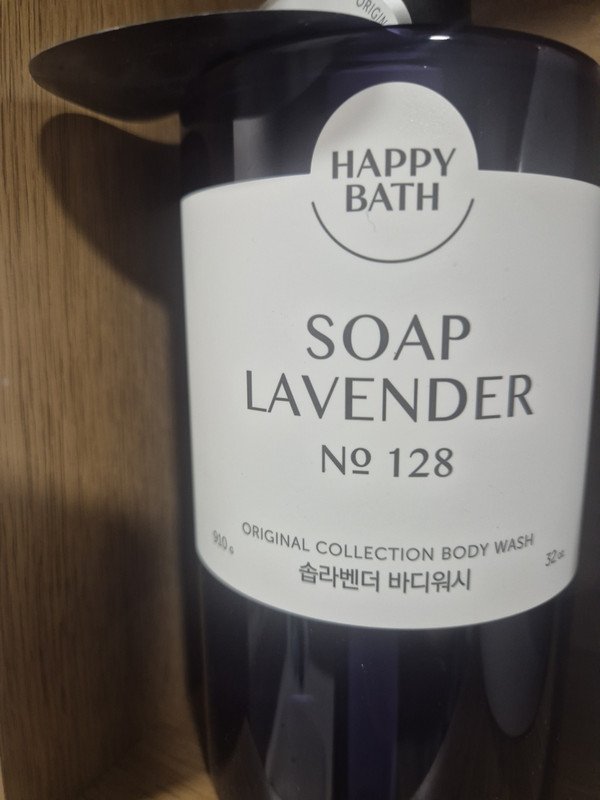 ORIGIN
HAPPY
BATH
SOAP
LAVENDER
Nº 128
910 g
ORIGINAL COLLECTION BODY WASH
32 oz
솝라벤더 바디워시